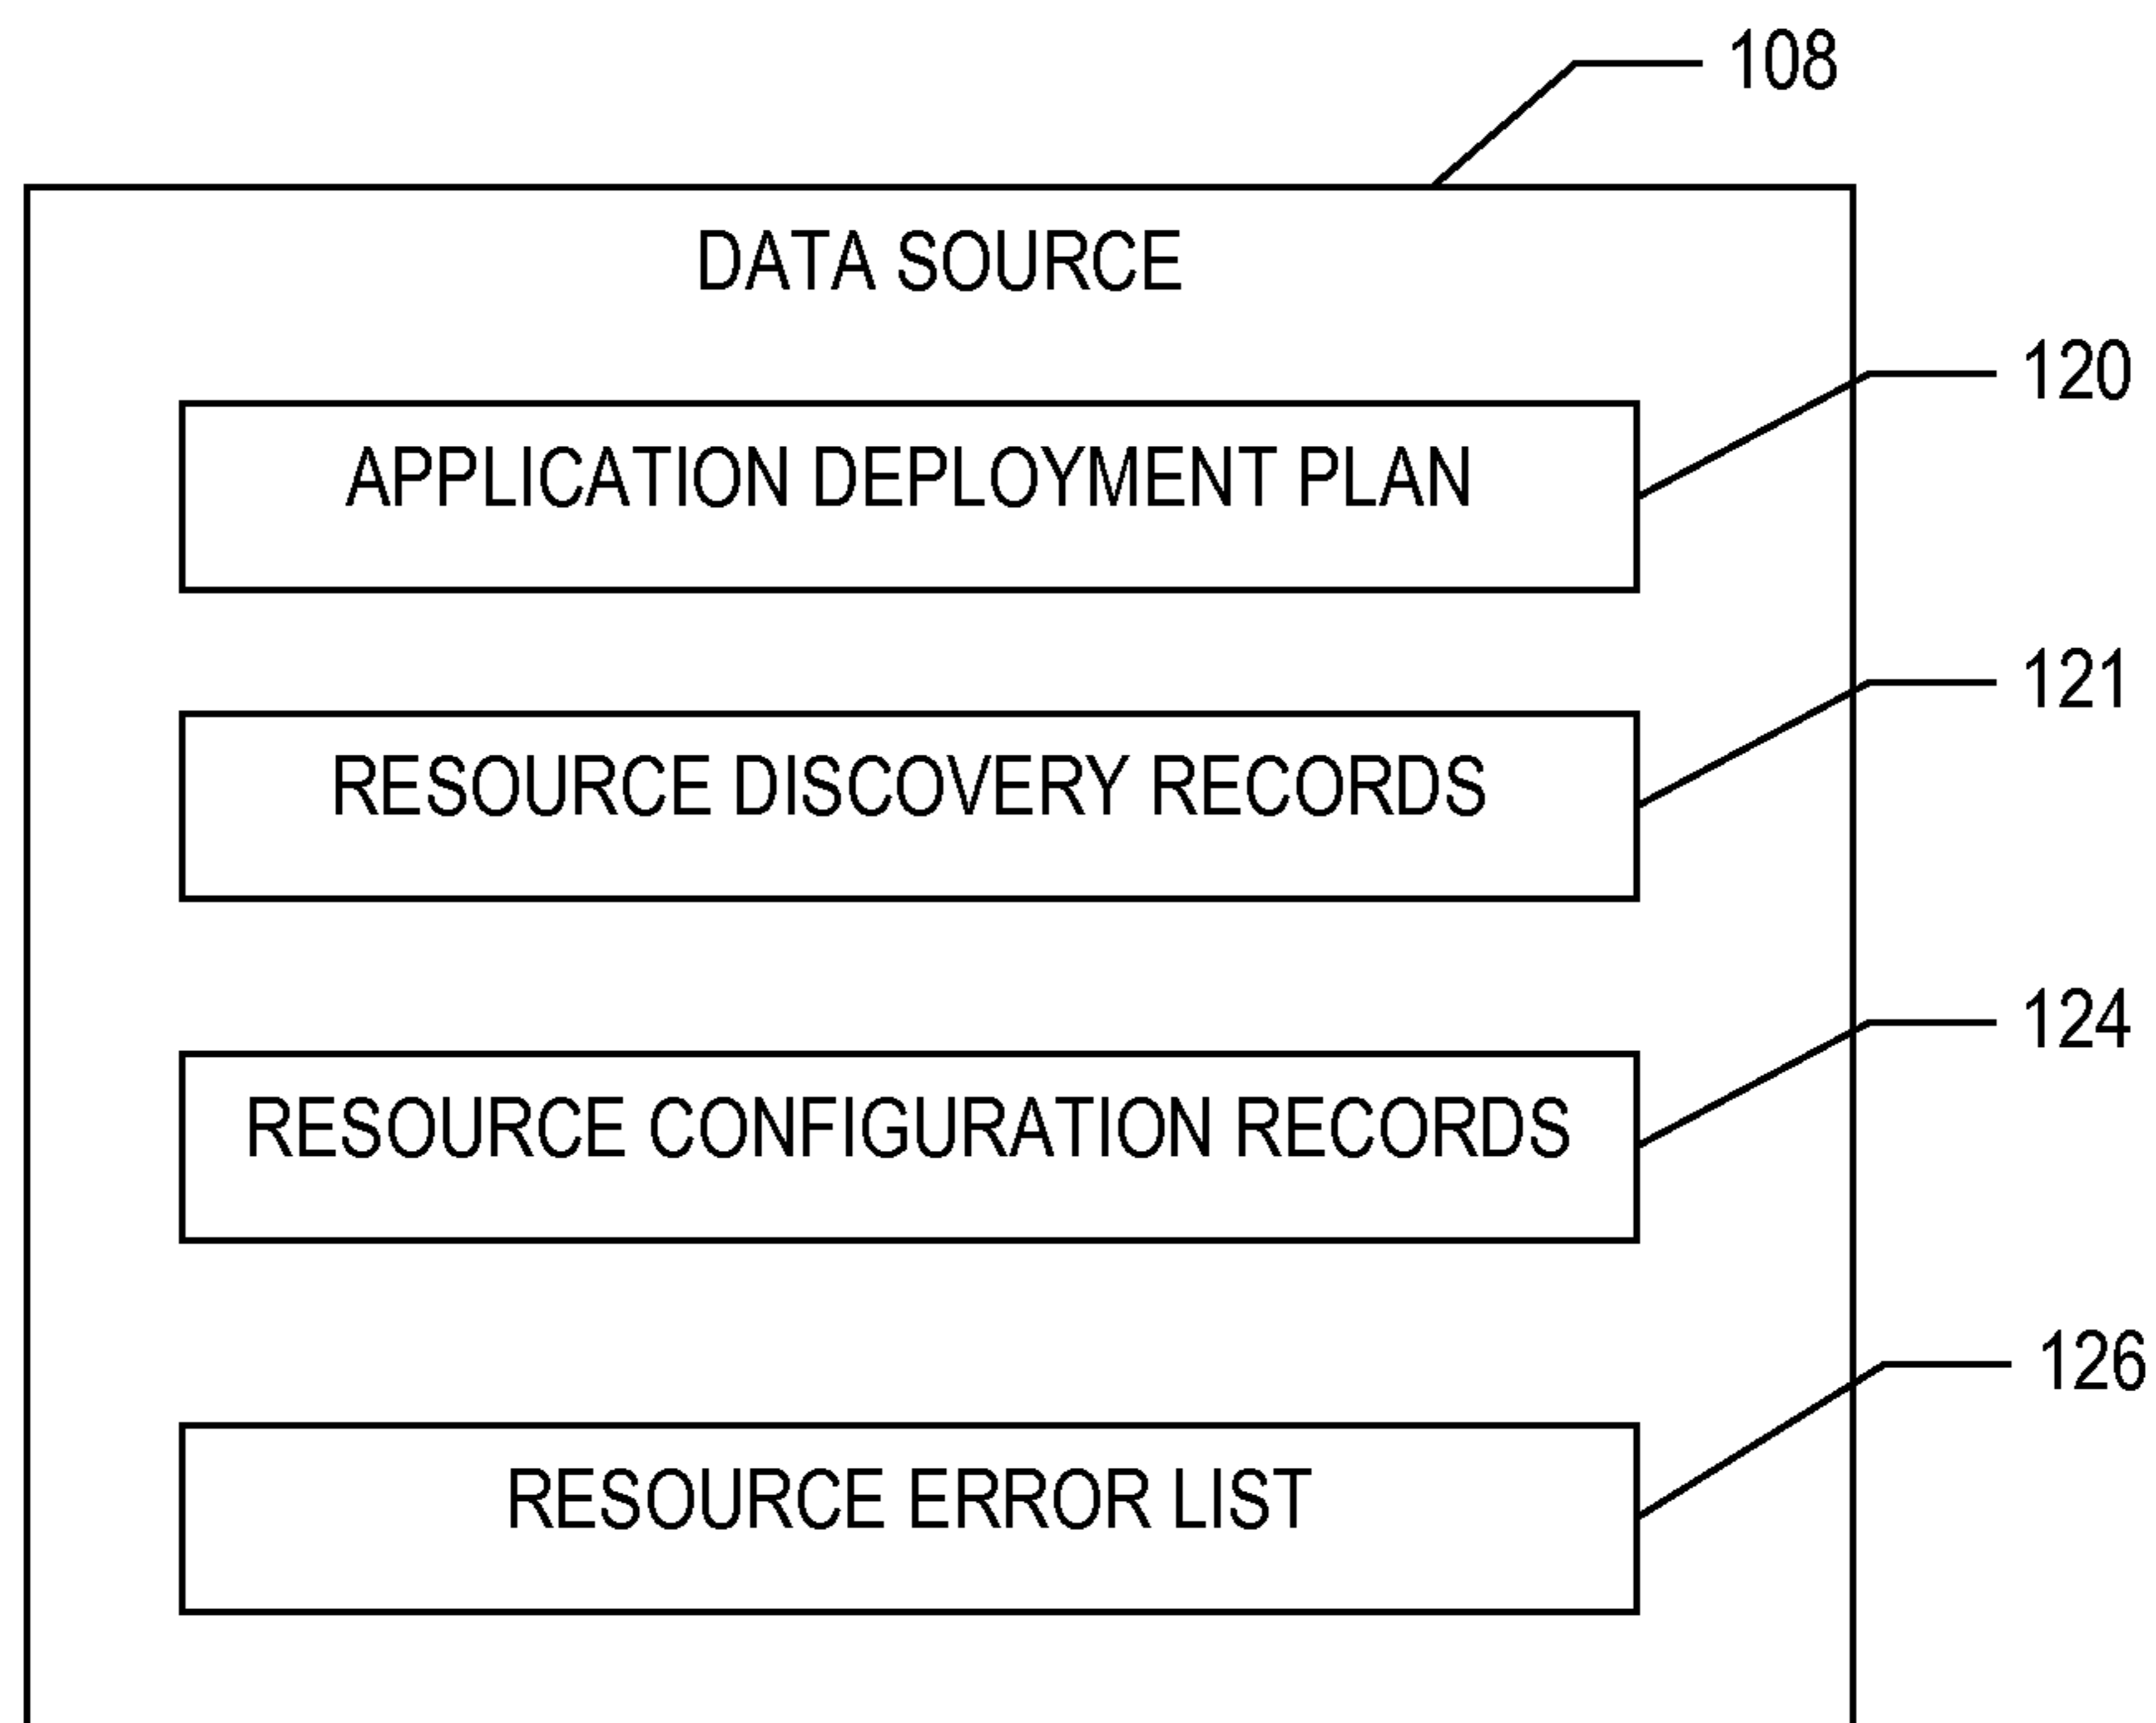 108
DATA SOURCE
120
APPLICATION DEPLOYMENT PLAN
121
RESOURCE DISCOVERY RECORDS
124
RESOURCE CONFIGURATION RECORDS
126
RESOURCE ERROR LIST